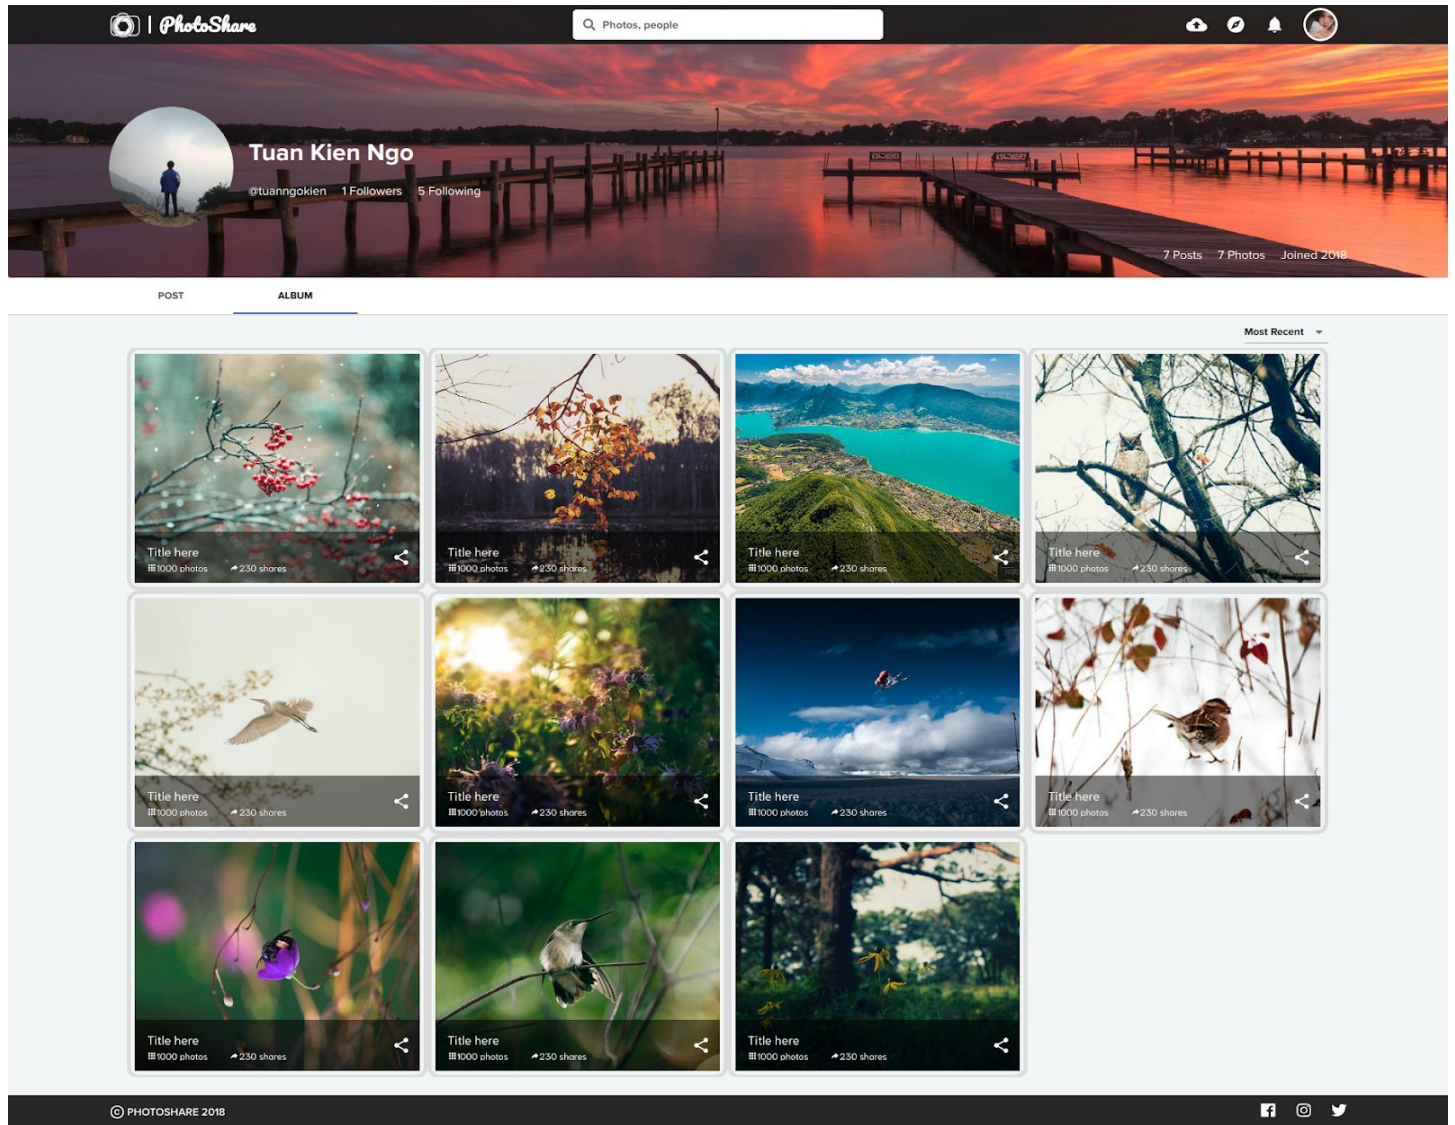 PhotoShare
Photos, people
Tuan Kien Ngo
@tuanngokien 1 Followers 5 Following
7 Posts 7 Photos Joined 2018
POST ALBUM
Most Recent
Title here
1000 photos 230 shares
Title here
1000 photos 230 shares
Title here
1000 photos 230 shares
Title here
1000 photos 230 shares
Title here
1000 photos 230 shares
Title here
1000 photos 230 shares
Title here
1000 photos 230 shares
Title here
1000 photos 230 shares
Title here
1000 photos 230 shares
Title here
1000 photos 230 shares
Title here
1000 photos 230 shares
© PHOTOSHARE 2018